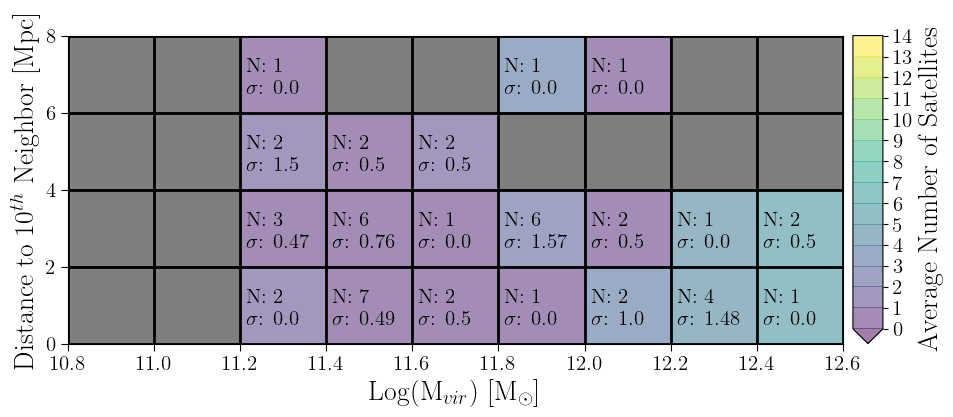 Distance to 10th Neighbor [Mpc]
8
6
4
2
0
N: 1
σ: 0.0
N: 1
σ: 0.0
N: 1
σ: 0.0
N: 2
σ: 1.5
N: 2
σ: 0.5
N: 2
σ: 0.5
N: 3
σ: 0.47
N: 6
σ: 0.76
N: 1
σ: 0.0
N: 6
σ: 1.57
N: 2
σ: 0.5
N: 1
σ: 0.0
N: 2
σ: 0.5
N: 2
σ: 0.0
N: 7
σ: 0.49
N: 2
σ: 0.5
N: 1
σ: 0.0
N: 2
σ: 1.0
N: 4
σ: 1.48
N: 1
σ: 0.0
10.8 11.0 11.2 11.4 11.6 11.8 12.0 12.2 12.4 12.6
Log(Mvir) [M⊙]
14
13
12
11
10
9
8
7
6
5
4
3
2
1
0
Average Number of Satellites